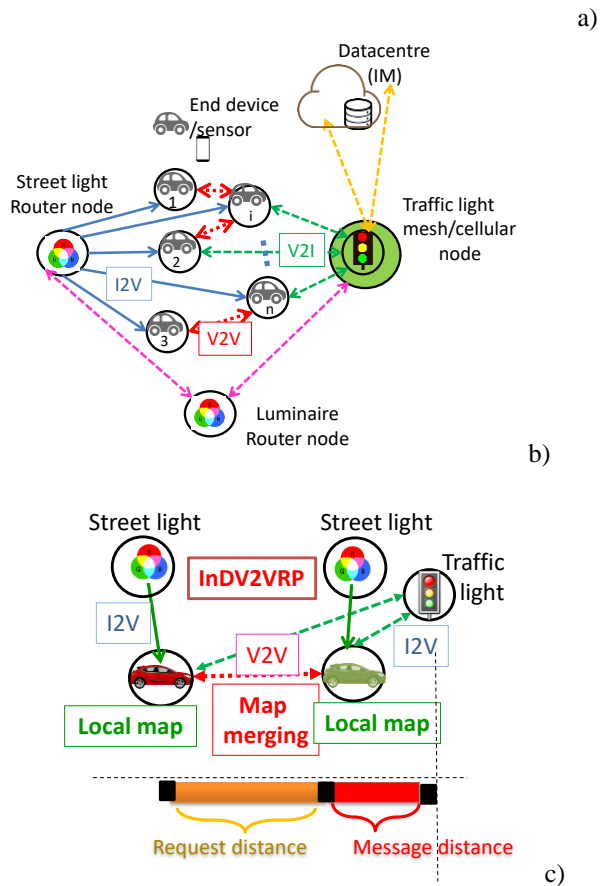 a)
Datacentre
(IM)
End device
/sensor
Street light
Router node
1
i
Traffic light
mesh/cellular
node
2
V2I
I2V
n
3
V2V
Luminaire
Router node
b)
Street light
Street light
InDV2VRP
Traffic
light
I2V
V2V
I2V
Local map
Map
merging
Local map
Request distance
Message distance
c)